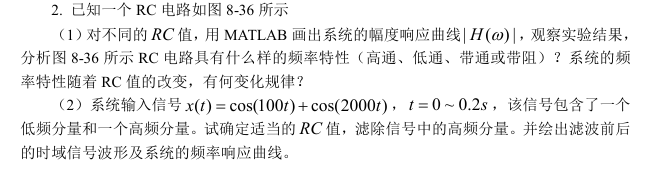 2. 已知一个 RC 电路如图 8-36 所示
（1）对不同的 RC 值，用 MATLAB 画出系统的幅度响应曲线|H(ω)|，观察实验结果，
分析图 8-36 所示 RC 电路具有什么样的频率特性（高通、低通、带通或带阻）？系统的频
率特性随着 RC 值的改变，有何变化规律？
（2）系统输入信号 x(t) = cos(100t) + cos(2000t)，t = 0 ~ 0.2s，该信号包含了一个
低频分量和一个高频分量。试确定适当的 RC 值，滤除信号中的高频分量。并绘出滤波前后
的时域信号波形及系统的频率响应曲线。